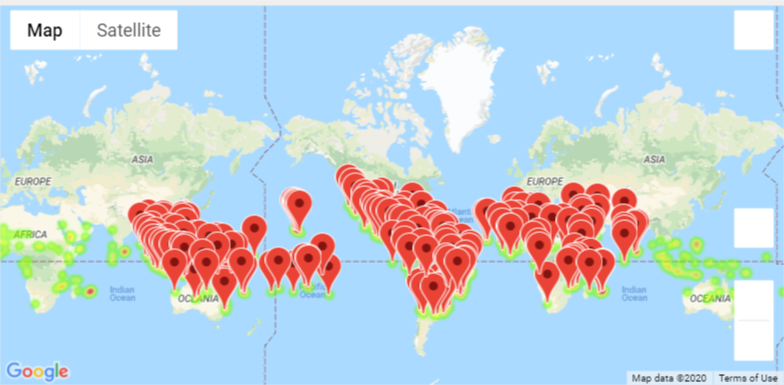 Map Satellite
ASIA
ASIA
EUROPE
EUROPE
AFRICA
Indian
Ocean
Indian
Ocean
OCEANIA
OCEANIA
Google
Map data ©2020 Terms of Use